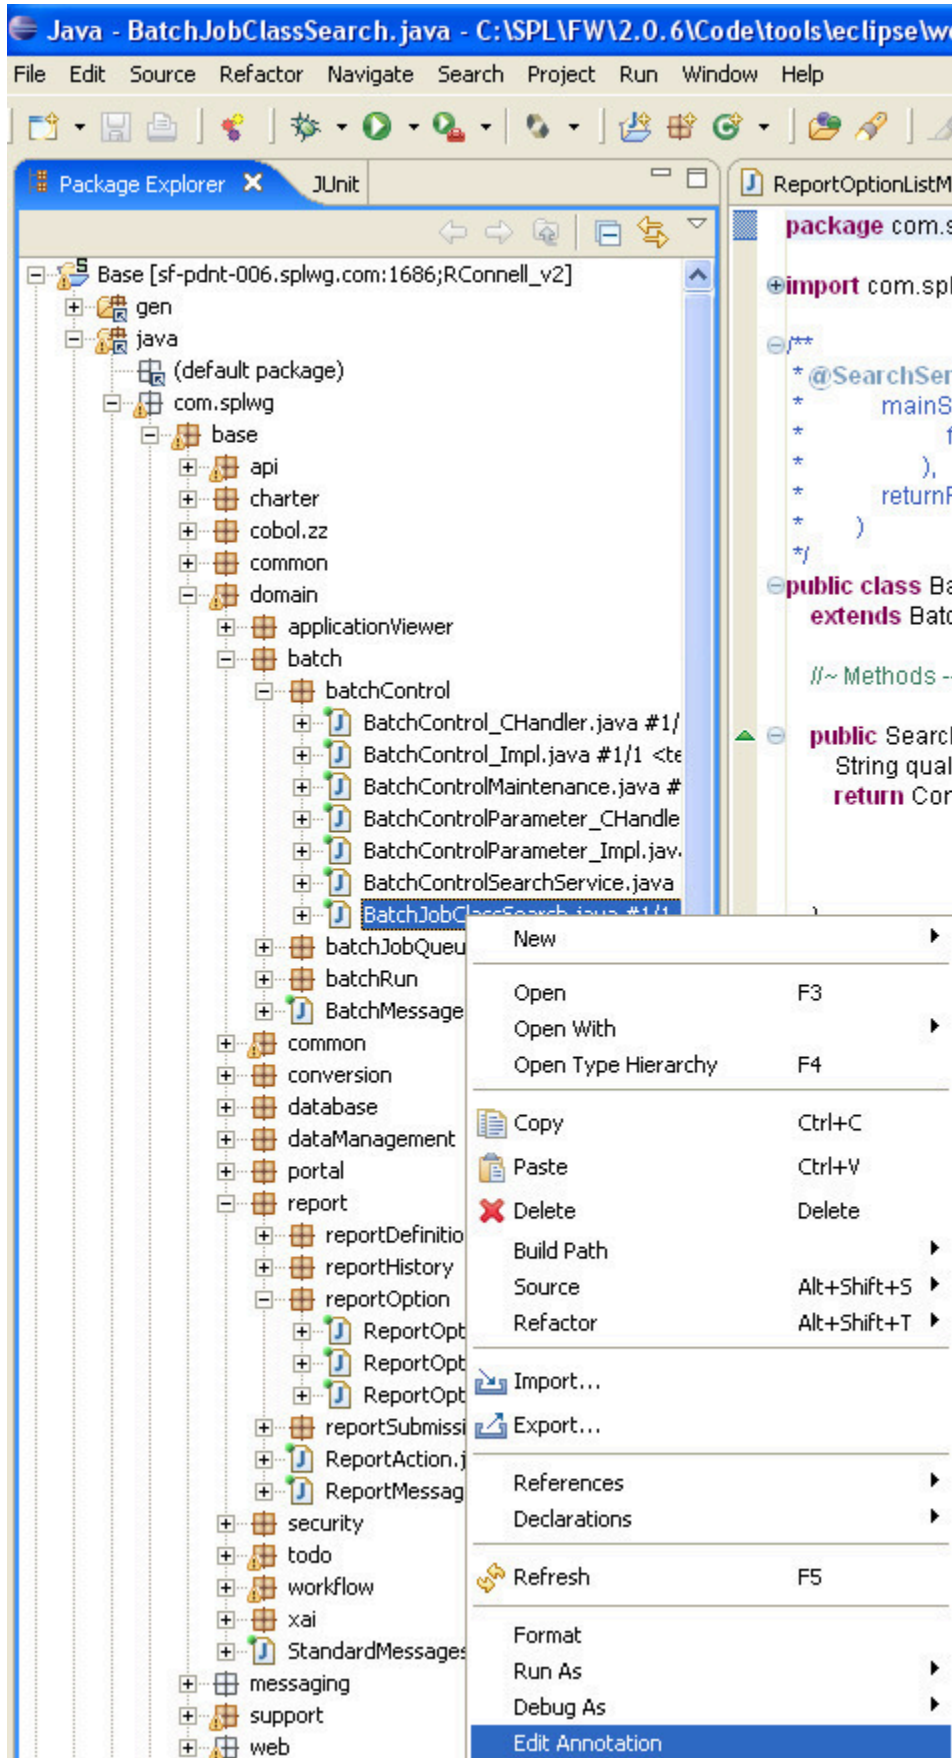 Java - BatchJobClassSearch.java - C:\SPL\FW\2.0.6\Code\tools\eclipse\w
File Edit Source Refactor Navigate Search Project Run Window Help
Package Explorer JUnit
ReportOptionListM
Base [sf-pdnt-006.splwg.com:1686;RConnell_v2]
gen
java
(default package)
com.splwg
base
api
charter
cobol.zz
common
domain
applicationViewer
batch
batchControl
BatchControl_CHandler.java #1/
BatchControl_Impl.java #1/1 <te
BatchControlMaintenance.java #
BatchControlParameter_CHandle
BatchControlParameter_Impl.jav
BatchControlSearchService.java
BatchJobClassSearch.java #1/1
batchJobQueu
batchRun
BatchMessage
common
conversion
database
dataManagement
portal
report
reportDefinitio
reportHistory
reportOption
ReportOpt
ReportOpt
ReportOpt
reportSubmissi
ReportAction.j
ReportMessag
security
todo
workflow
xai
StandardMessages
messaging
support
web
package com.s
import com.spl
/**
* @SearchSer
* mainS
* f
* ),
* returnF
* )
*/
public class Ba
extends Batc
//~ Methods -
public Search
String qual
return Cor
}
New
Open F3
Open With
Open Type Hierarchy F4
Copy Ctrl+C
Paste Ctrl+V
Delete Delete
Build Path
Source Alt+Shift+S
Refactor Alt+Shift+T
Import...
Export...
References
Declarations
Refresh F5
Format
Run As
Debug As
Edit Annotation